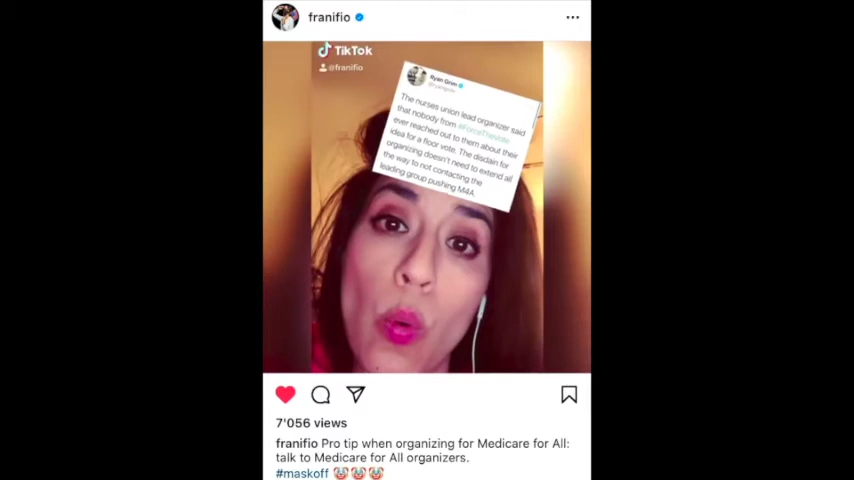 franifio
TikTok
@franifio
Ryan Grim
The nurses union lead organizer said
that nobody from #ForceTheVote
ever reached out to them about their
idea for a floor vote. The disdain for
organizing doesn't need to extend all
the way to not contacting the
leading group pushing M4A
7'056 views
franifio Pro tip when organizing for Medicare for All:
talk to Medicare for All organizers.
#maskoff 🤡🤡🤡